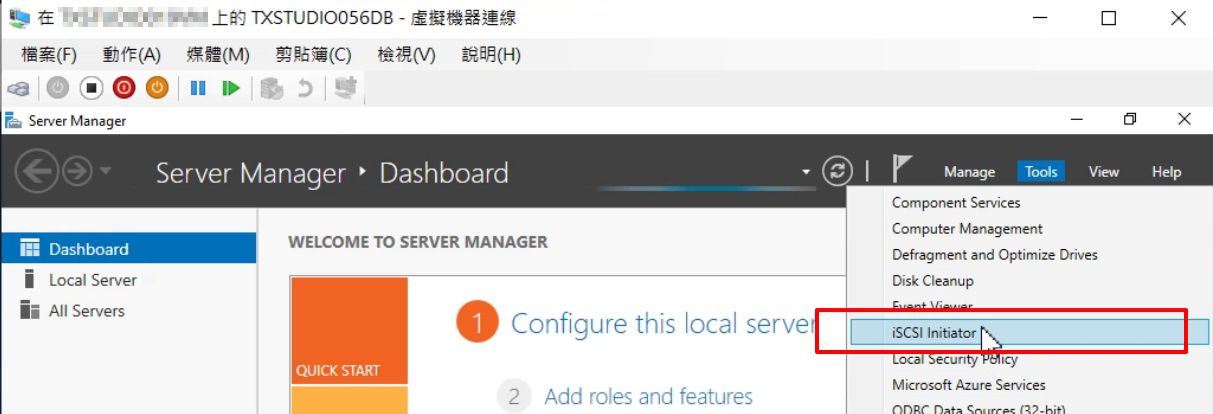 在 上的 TXSTUDIO056DB - 虛擬機器連線
檔案(F) 動作(A) 媒體(M) 剪貼簿(C) 檢視(V) 說明(H)
Server Manager
Server Manager ‣ Dashboard
Manage Tools View Help
Dashboard
Local Server
All Servers
WELCOME TO SERVER MANAGER
QUICK START
1 Configure this local server
2 Add roles and features
Component Services
Computer Management
Defragment and Optimize Drives
Disk Cleanup
Event Viewer
iSCSI Initiator
Local Security Policy
Microsoft Azure Services
ODBC Data Sources (32-bit)